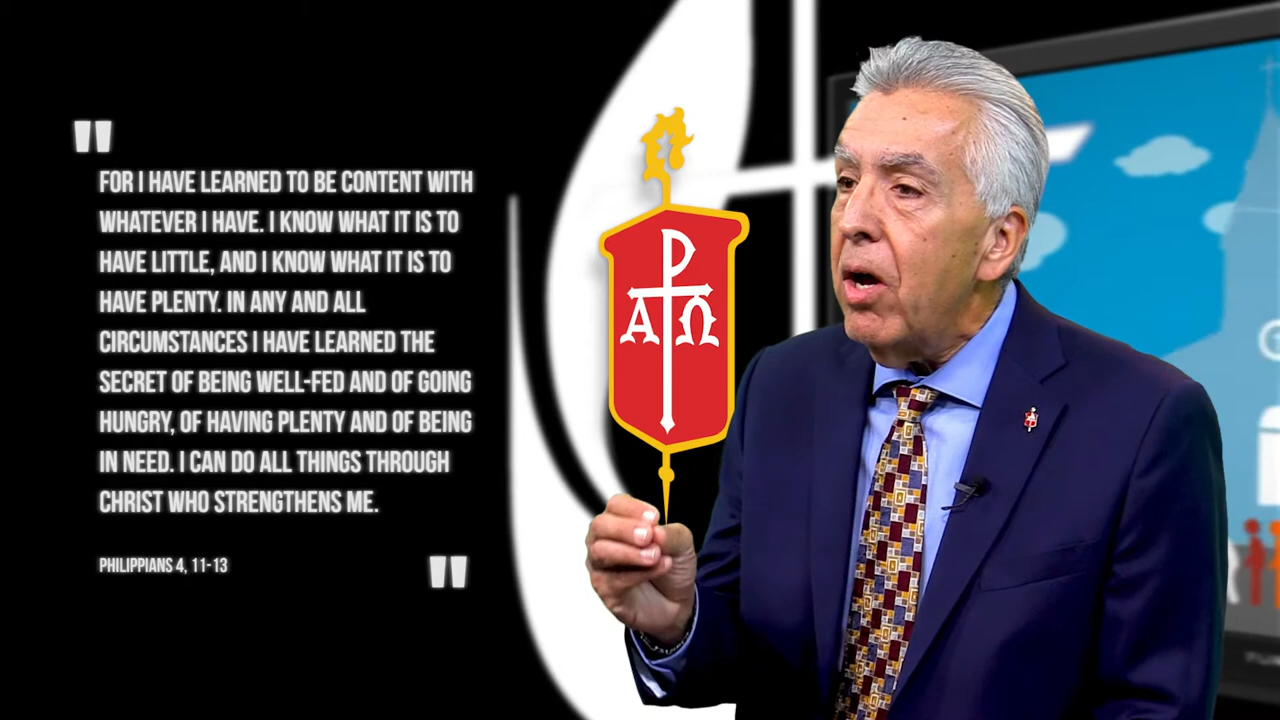 "
FOR I HAVE LEARNED TO BE CONTENT WITH
WHATEVER I HAVE. I KNOW WHAT IT IS TO
HAVE LITTLE, AND I KNOW WHAT IT IS TO
HAVE PLENTY. IN ANY AND ALL
CIRCUMSTANCES I HAVE LEARNED THE
SECRET OF BEING WELL-FED AND OF GOING
HUNGRY, OF HAVING PLENTY AND OF BEING
IN NEED. I CAN DO ALL THINGS THROUGH
CHRIST WHO STRENGTHENS ME.
PHILIPPIANS 4, 11-13
"
Α Ω